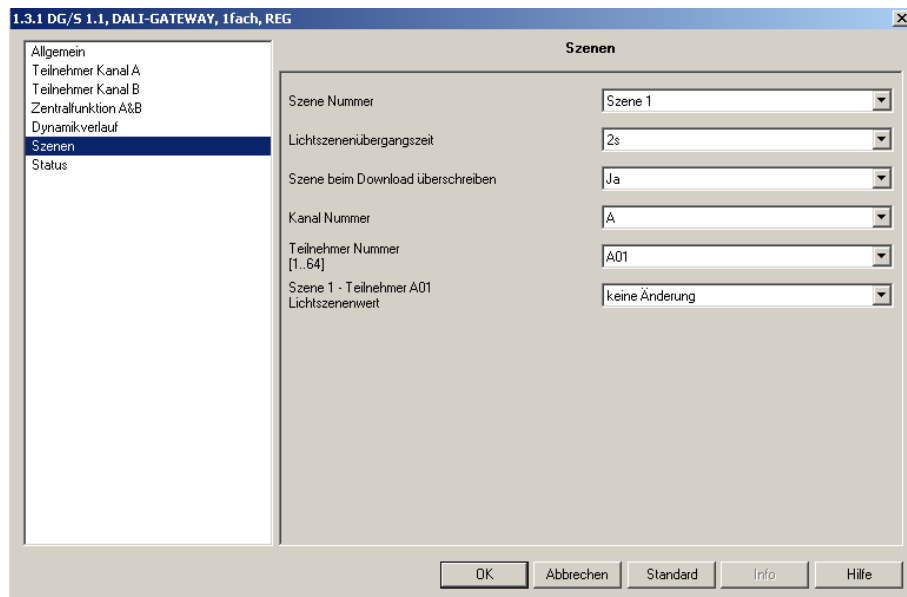 1.3.1 DG/S 1.1, DALI-GATEWAY, 1fach, REG
Allgemein
Teilnehmer Kanal A
Teilnehmer Kanal B
Zentralfunktion A&B
Dynamikverlauf
Szenen
Status
Szenen
Szene Nummer
Szene 1
Lichtszenenübergangszeit
2s
Szene beim Download überschreiben
Ja
Kanal Nummer
A
Teilnehmer Nummer
[1..64]
A01
Szene 1 - Teilnehmer A01
Lichtszenenwert
keine Änderung
OK
Abbrechen
Standard
Info
Hilfe